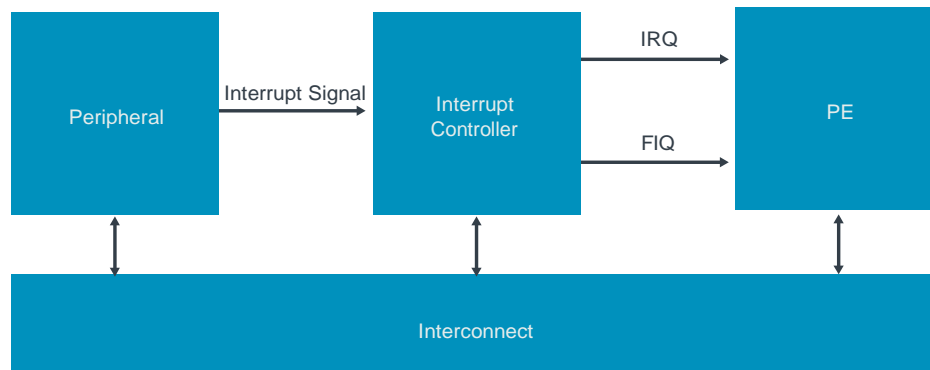 IRQ
Interrupt Signal
Peripheral
Interrupt
Controller
PE
FIQ
Interconnect